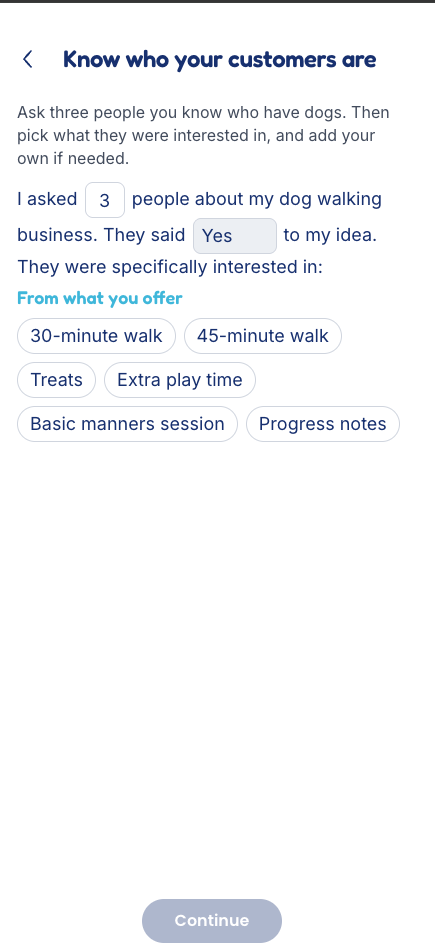 Know who your customers are
Ask three people you know who have dogs. Then
pick what they were interested in, and add your
own if needed.
I asked 3 people about my dog walking
business. They said Yes to my idea.
They were specifically interested in:
From what you offer
30-minute walk 45-minute walk
Treats Extra play time
Basic manners session Progress notes
Continue